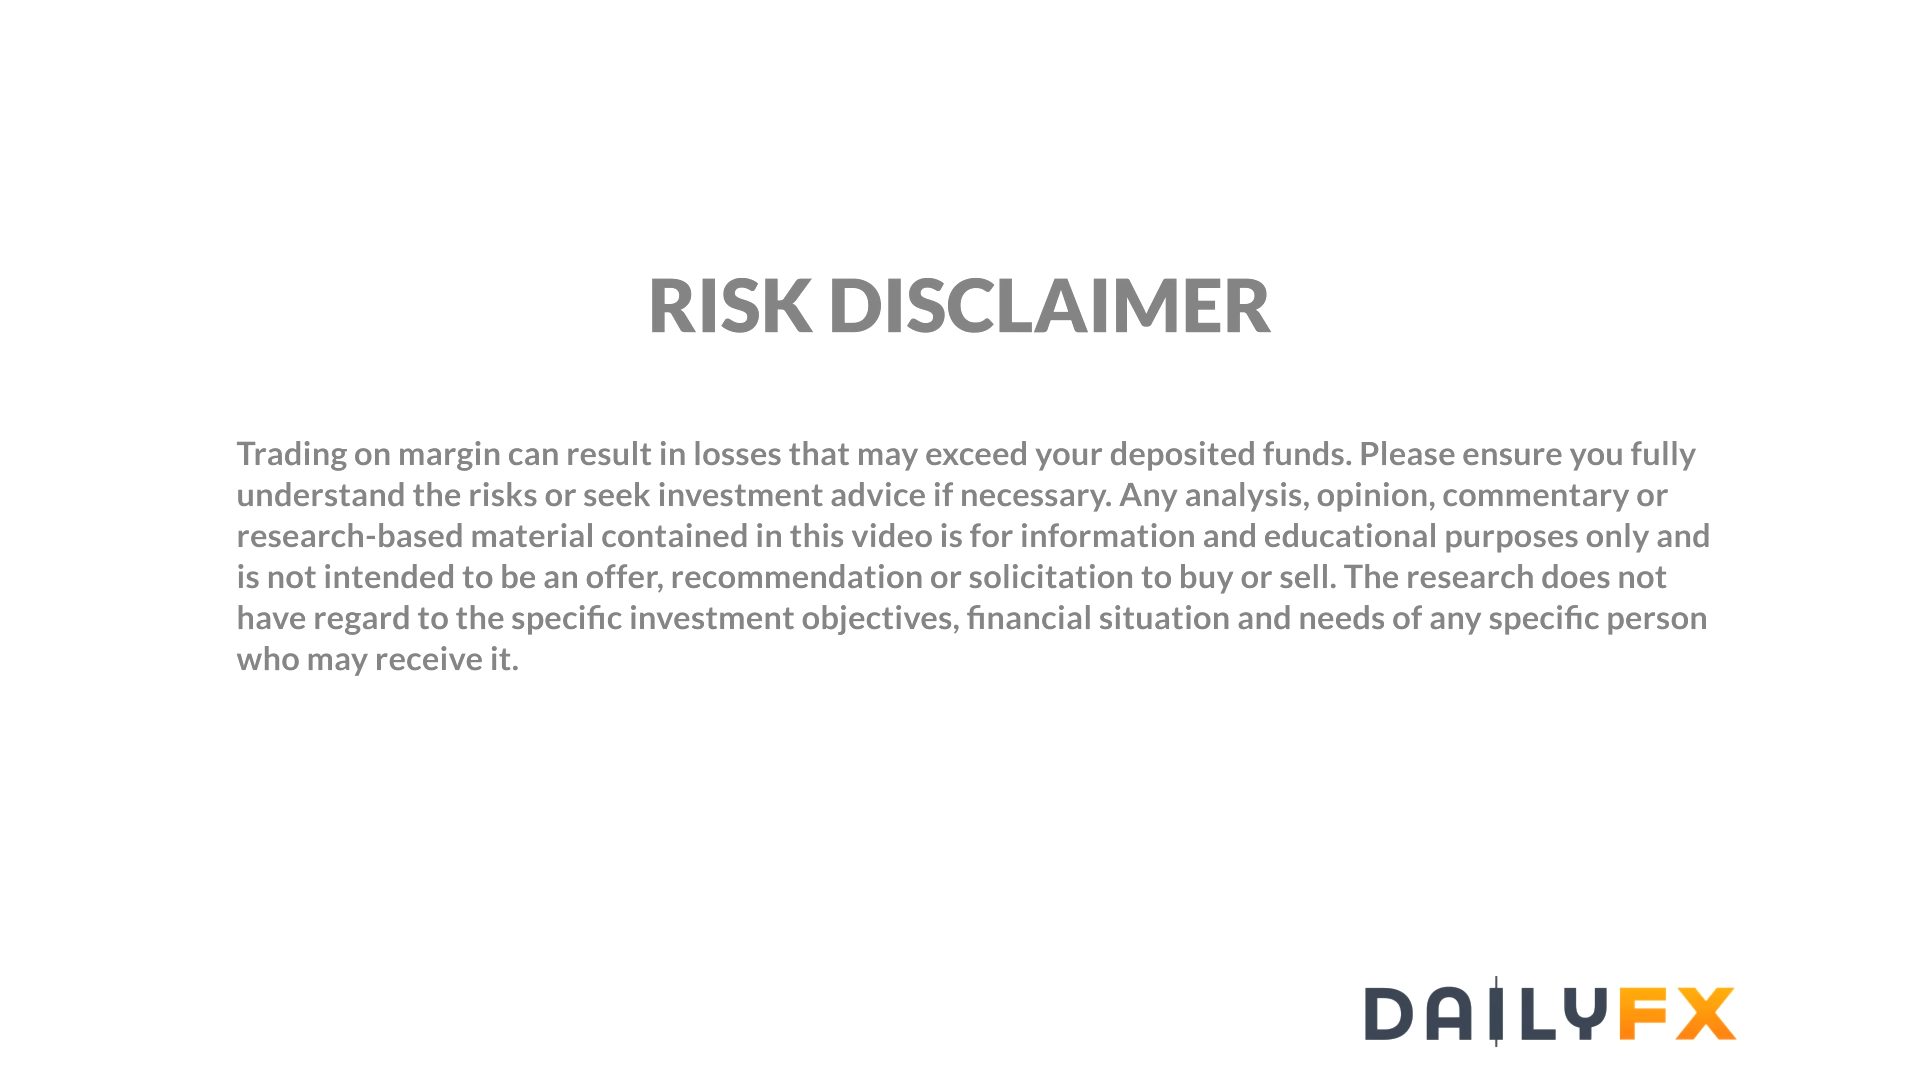 RISK DISCLAIMER
Trading on margin can result in losses that may exceed your deposited funds. Please ensure you fully
understand the risks or seek investment advice if necessary. Any analysis, opinion, commentary or
research-based material contained in this video is for information and educational purposes only and
is not intended to be an offer, recommendation or solicitation to buy or sell. The research does not
have regard to the specific investment objectives, financial situation and needs of any specific person
who may receive it.
DAILYFX